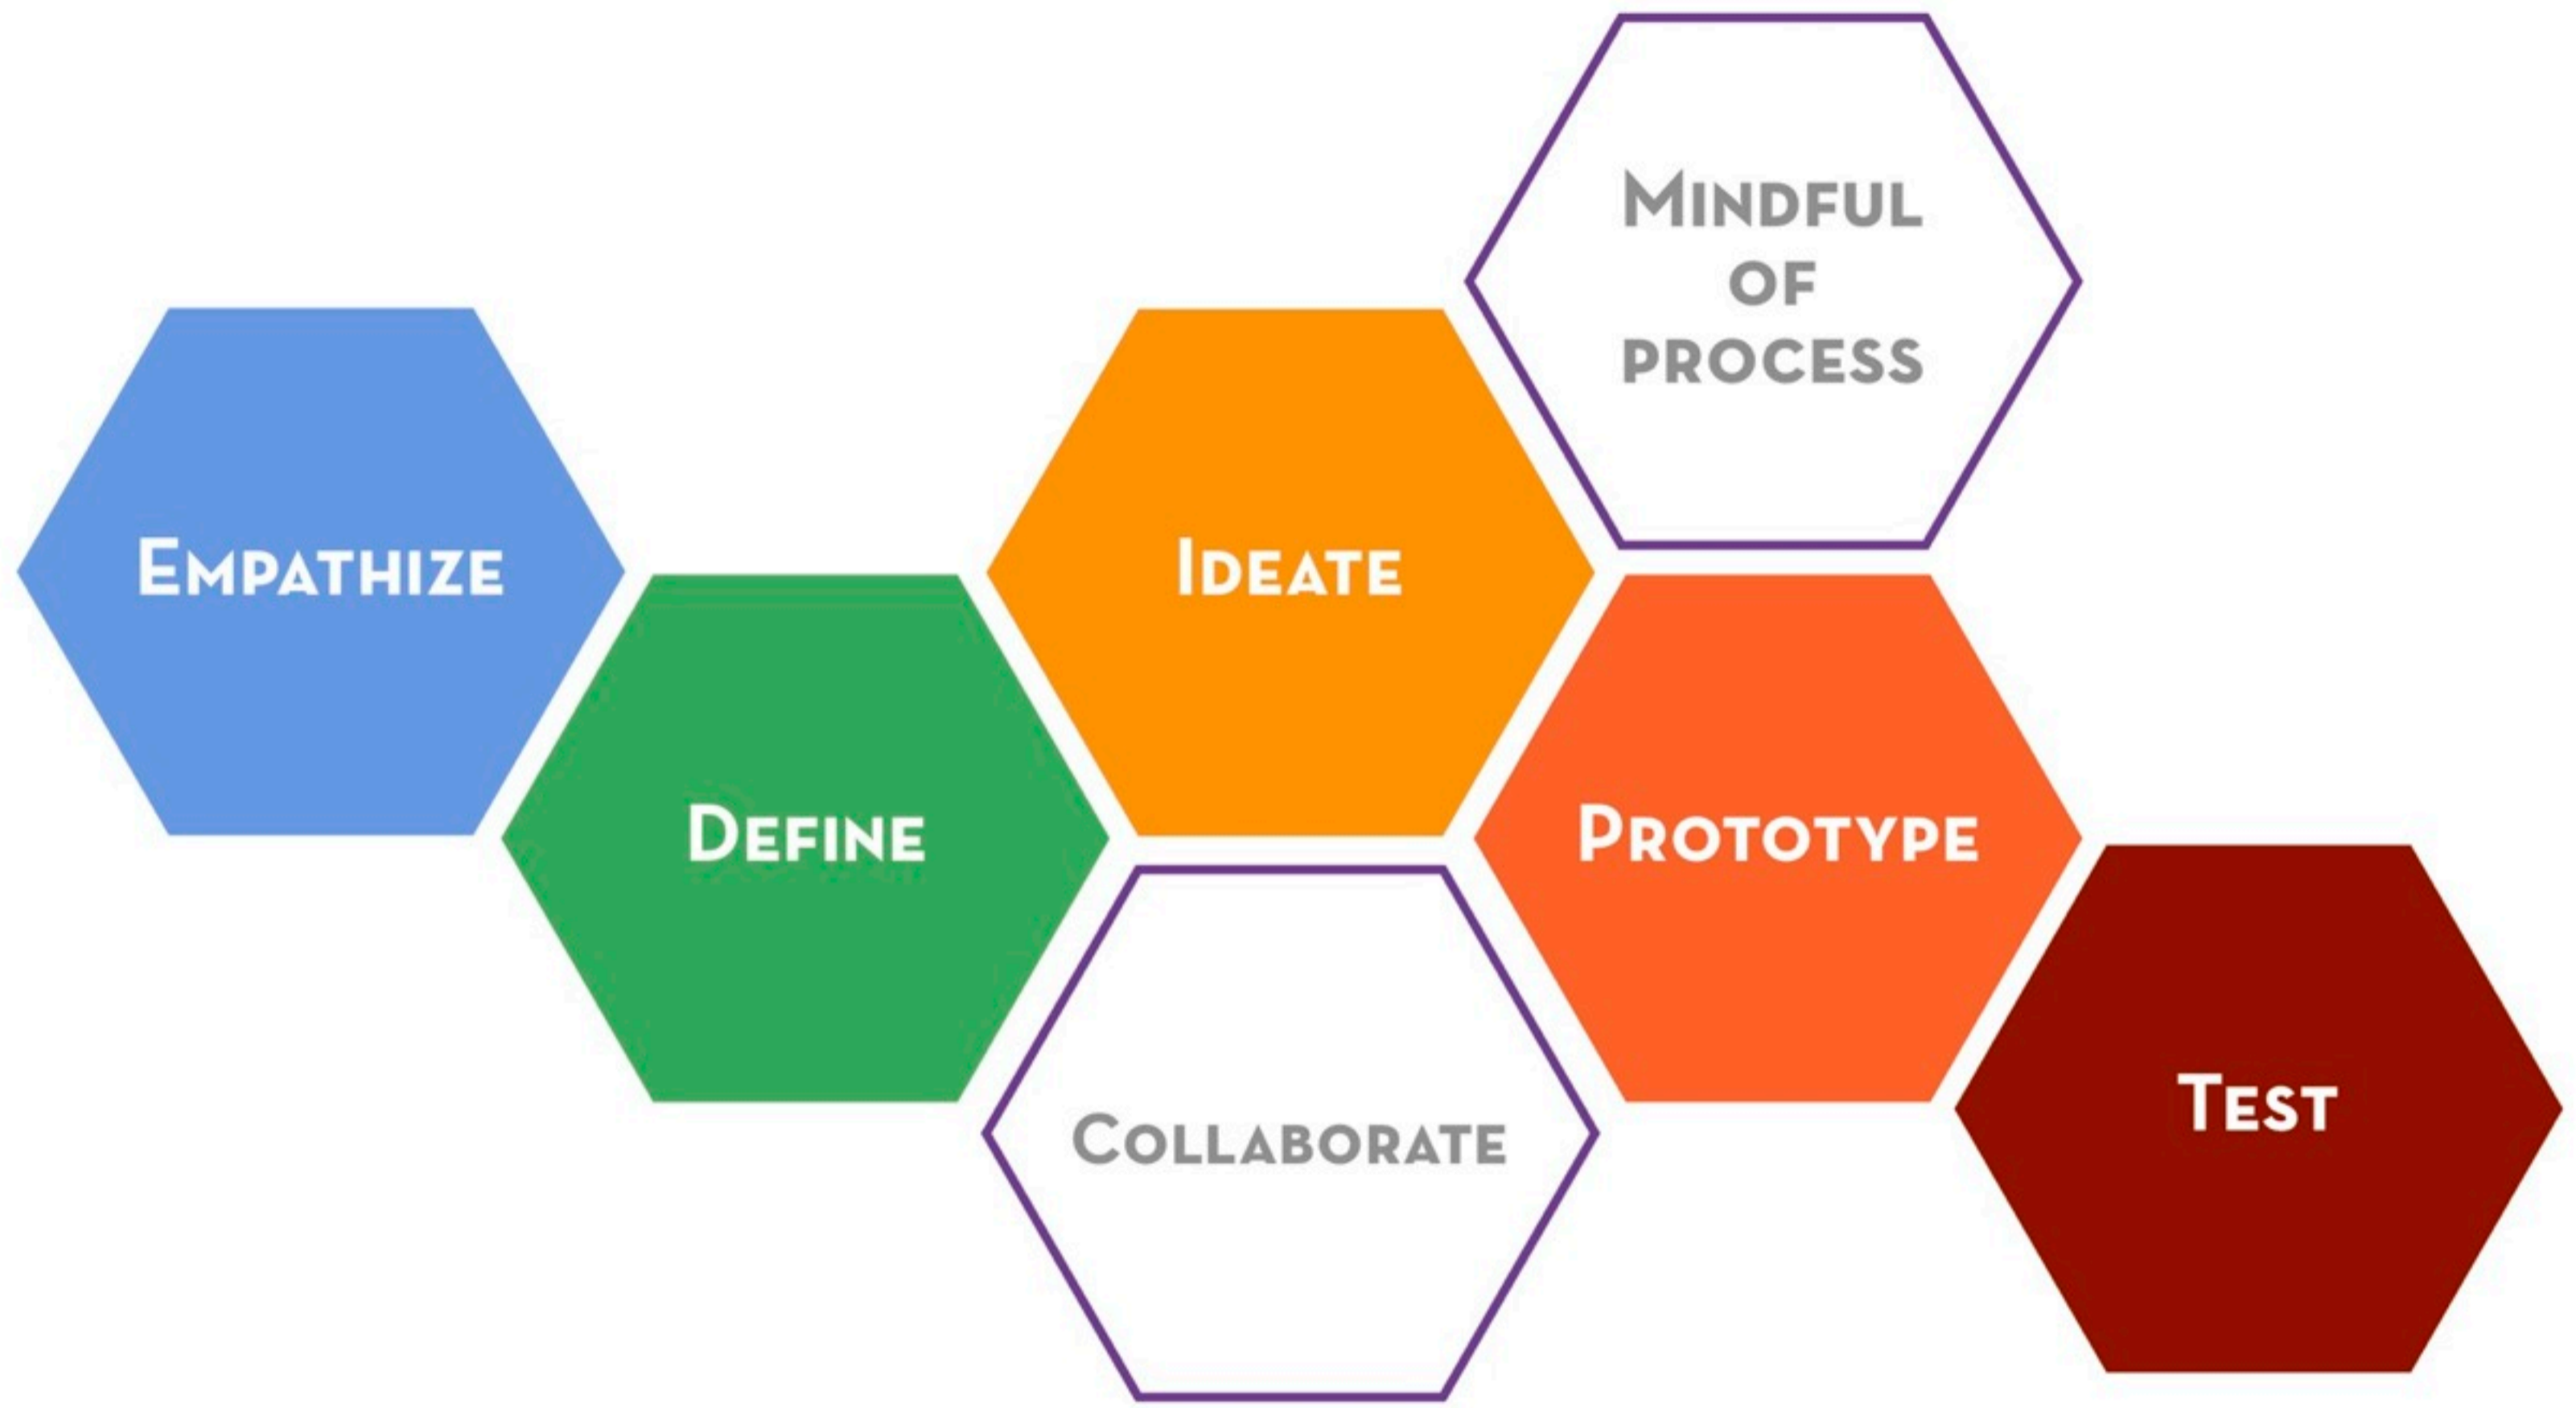 Mindful
of
process
Empathize
Ideate
Define
Prototype
Test
Collaborate